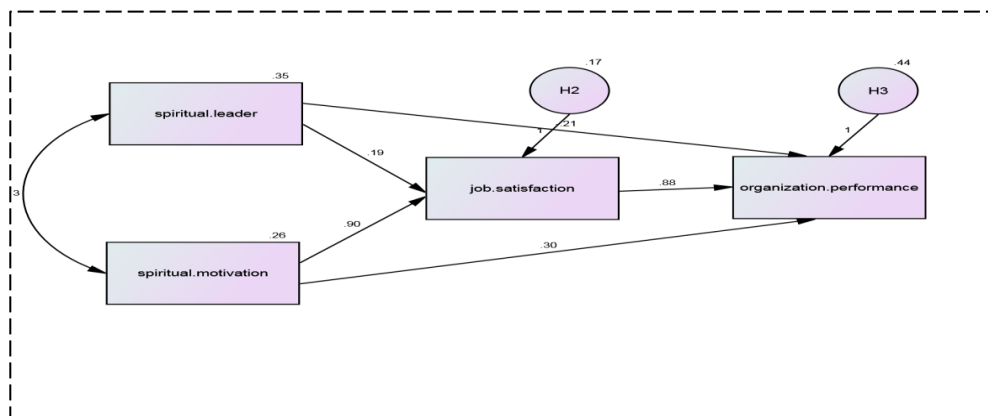 .35
spiritual.leader
.17
H2
.44
H3
1
.21
1
.19
job.satisfaction
.88
organization.performance
3
.90
.26
spiritual.motivation
.30